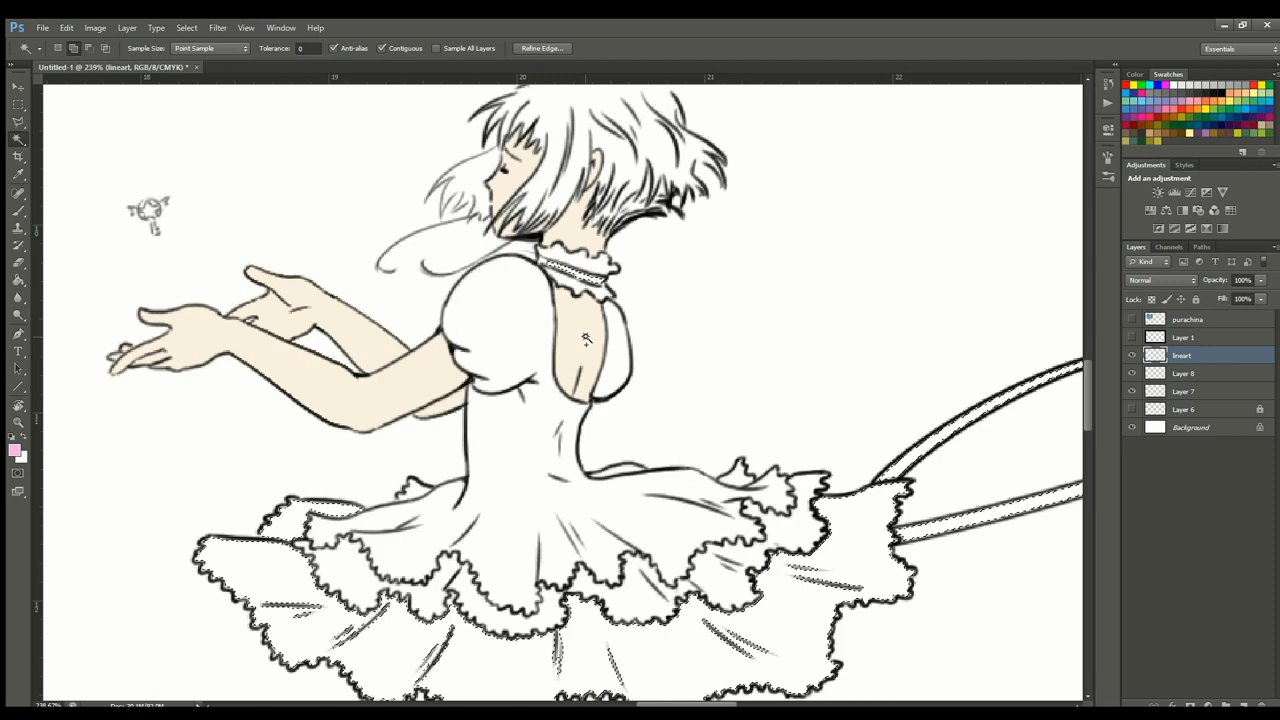 Ps File Edit Image Layer Type Select Filter View Window Help
Sample Size: Point Sample Tolerance: 0 Anti-alias Contiguous Sample All Layers Refine Edge... Essentials
Untitled-1 @ 239% (lineart, RGB/8/CMYK) * ×
18 19 20 21 22
Color Swatches
Adjustments Styles
Add an adjustment
Layers Channels Paths
Kind
Normal Opacity: 100%
Lock: Fill: 100%
purachina
Layer 1
lineart
Layer 8
Layer 7
Layer 6
Background